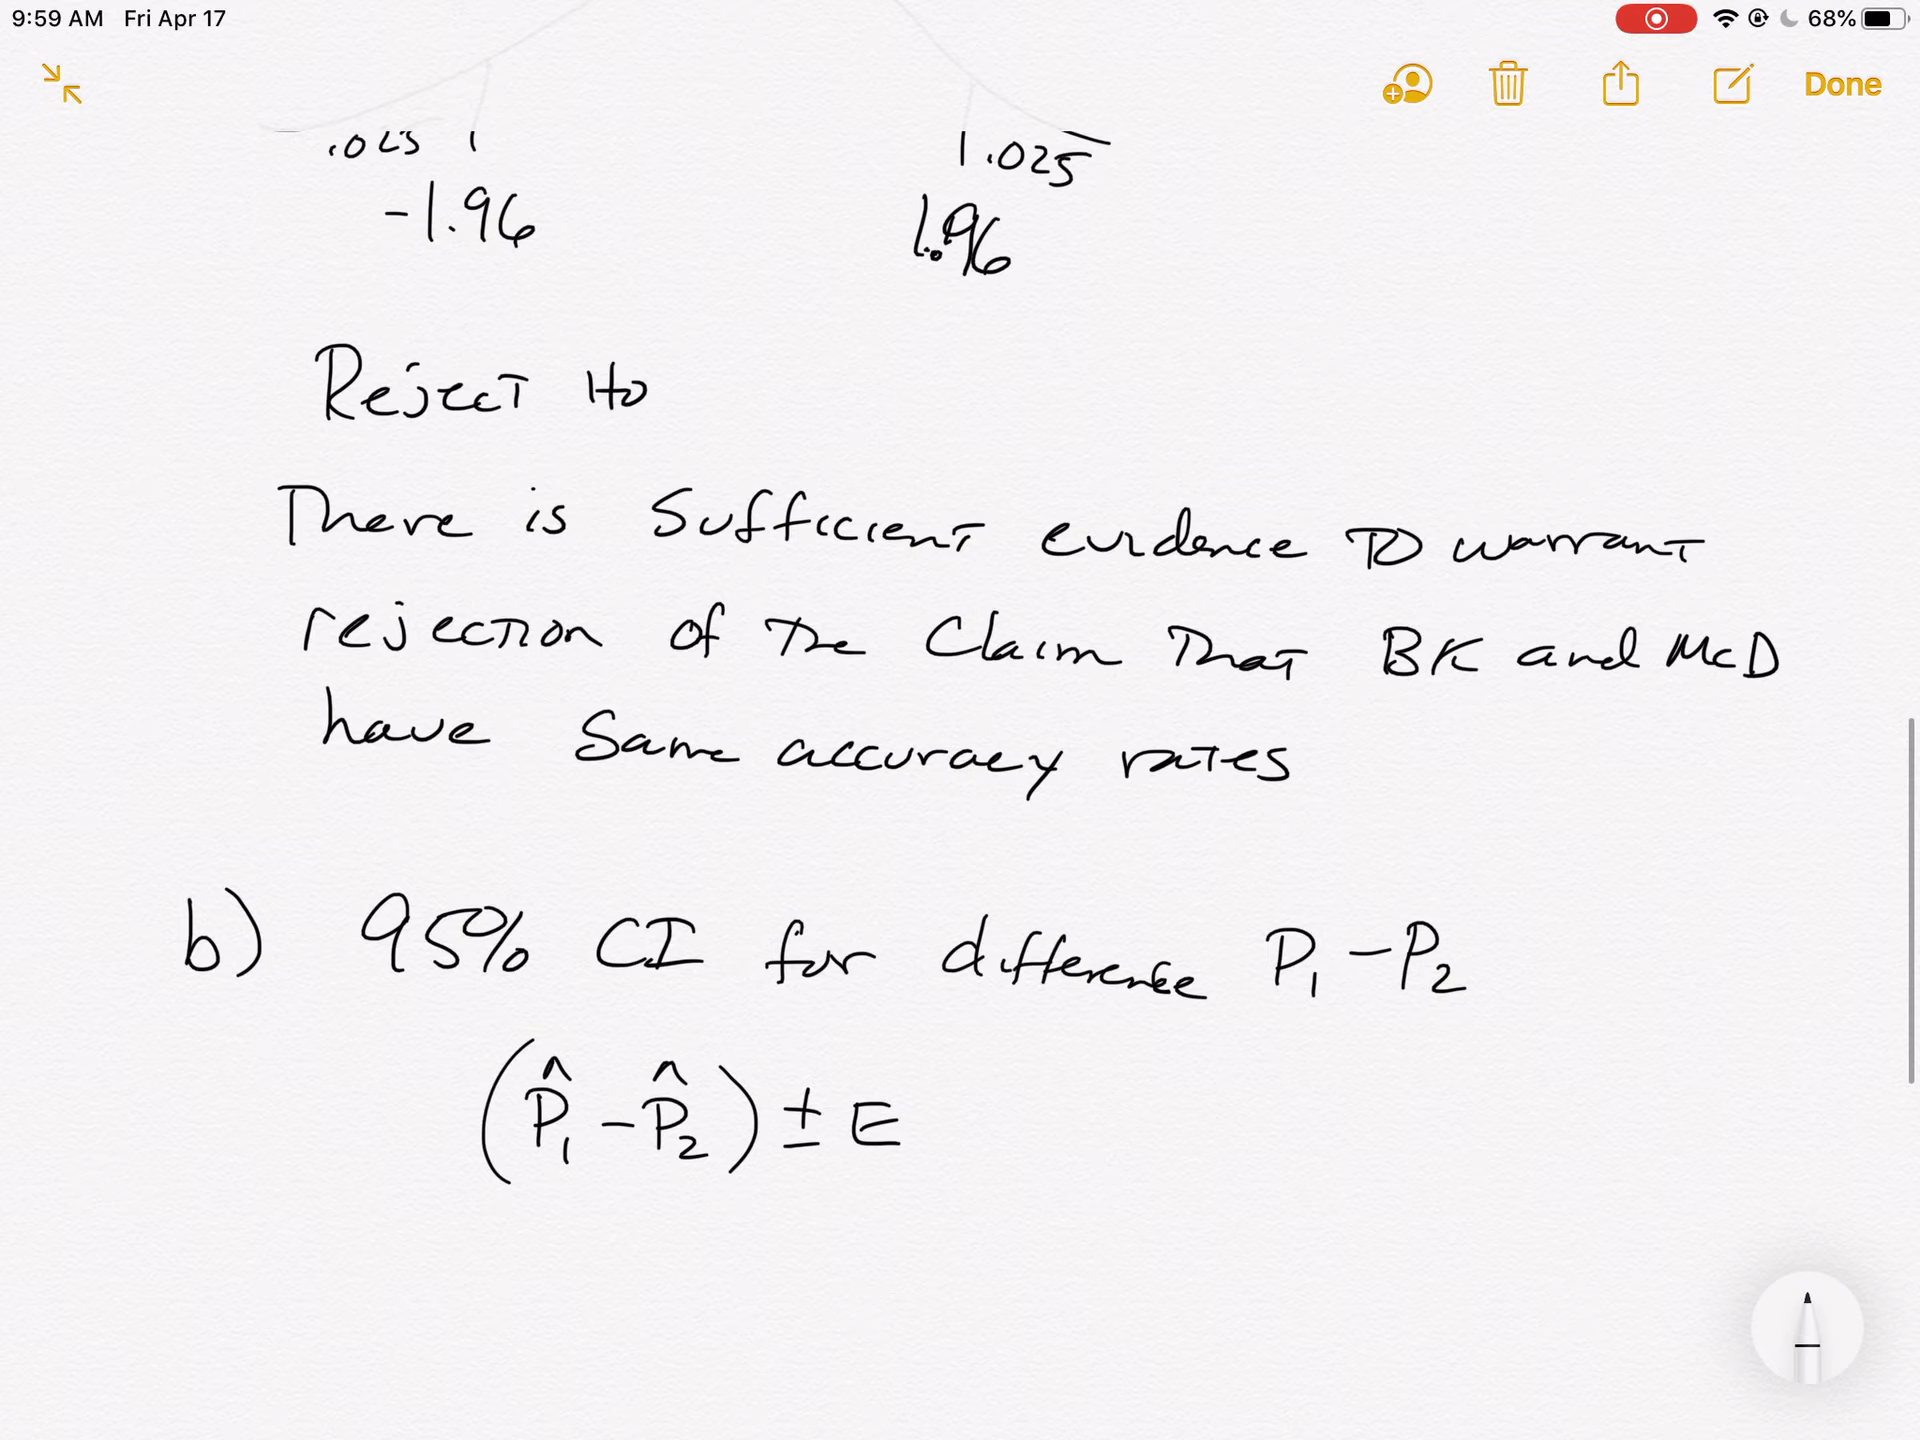 9:59 AM Fri Apr 17
68%
Done
.025 1.025
-1.96 1.96
Reject Ho
There is Sufficient evidence to warrant
rejection of the Claim that BK and McD
have Same accuracy rates
b) 95% CI for difference P₁ - P₂
(P̂₁ - P̂₂) ± E